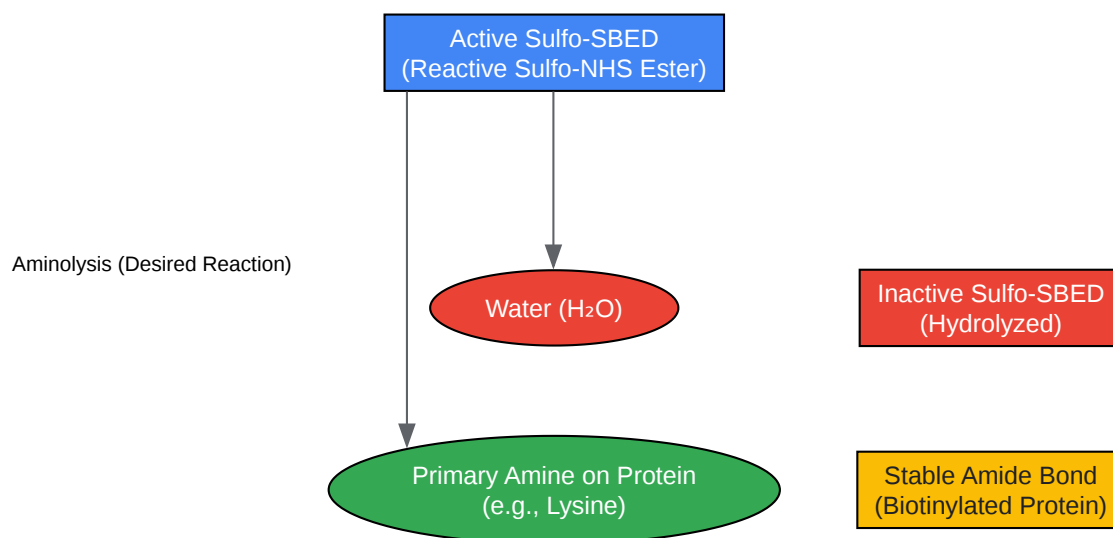 Active Sulfo-SBED
(Reactive Sulfo-NHS Ester)
Aminolysis (Desired Reaction)
Water (H₂O)
Inactive Sulfo-SBED
(Hydrolyzed)
Primary Amine on Protein
(e.g., Lysine)
Stable Amide Bond
(Biotinylated Protein)